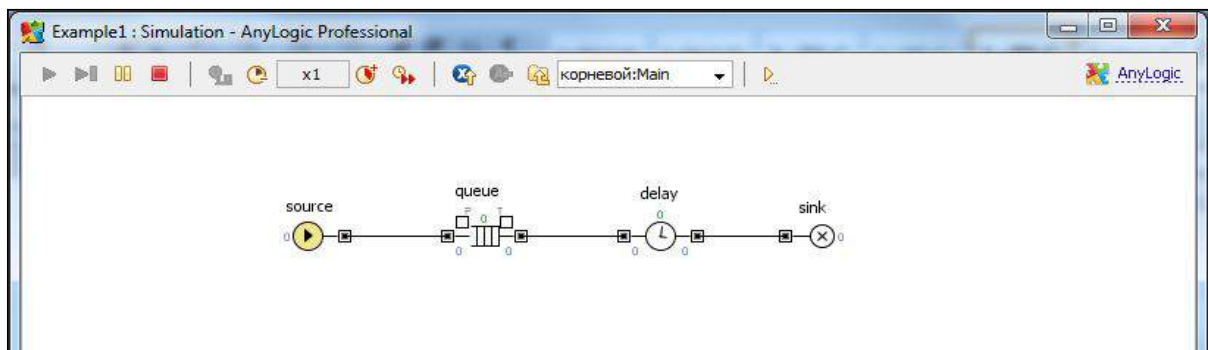 Example1 : Simulation - AnyLogic Professional
x1 корневой:Main AnyLogic
source queue delay sink
F T
0 0 0 0
0 0 0 0